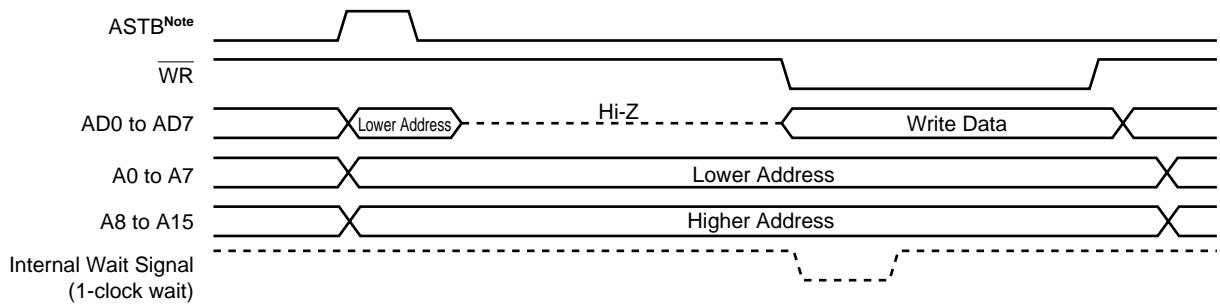 ASTBNote
WR
AD0 to AD7
Lower Address
Hi-Z
Write Data
A0 to A7
Lower Address
A8 to A15
Higher Address
Internal Wait Signal
(1-clock wait)